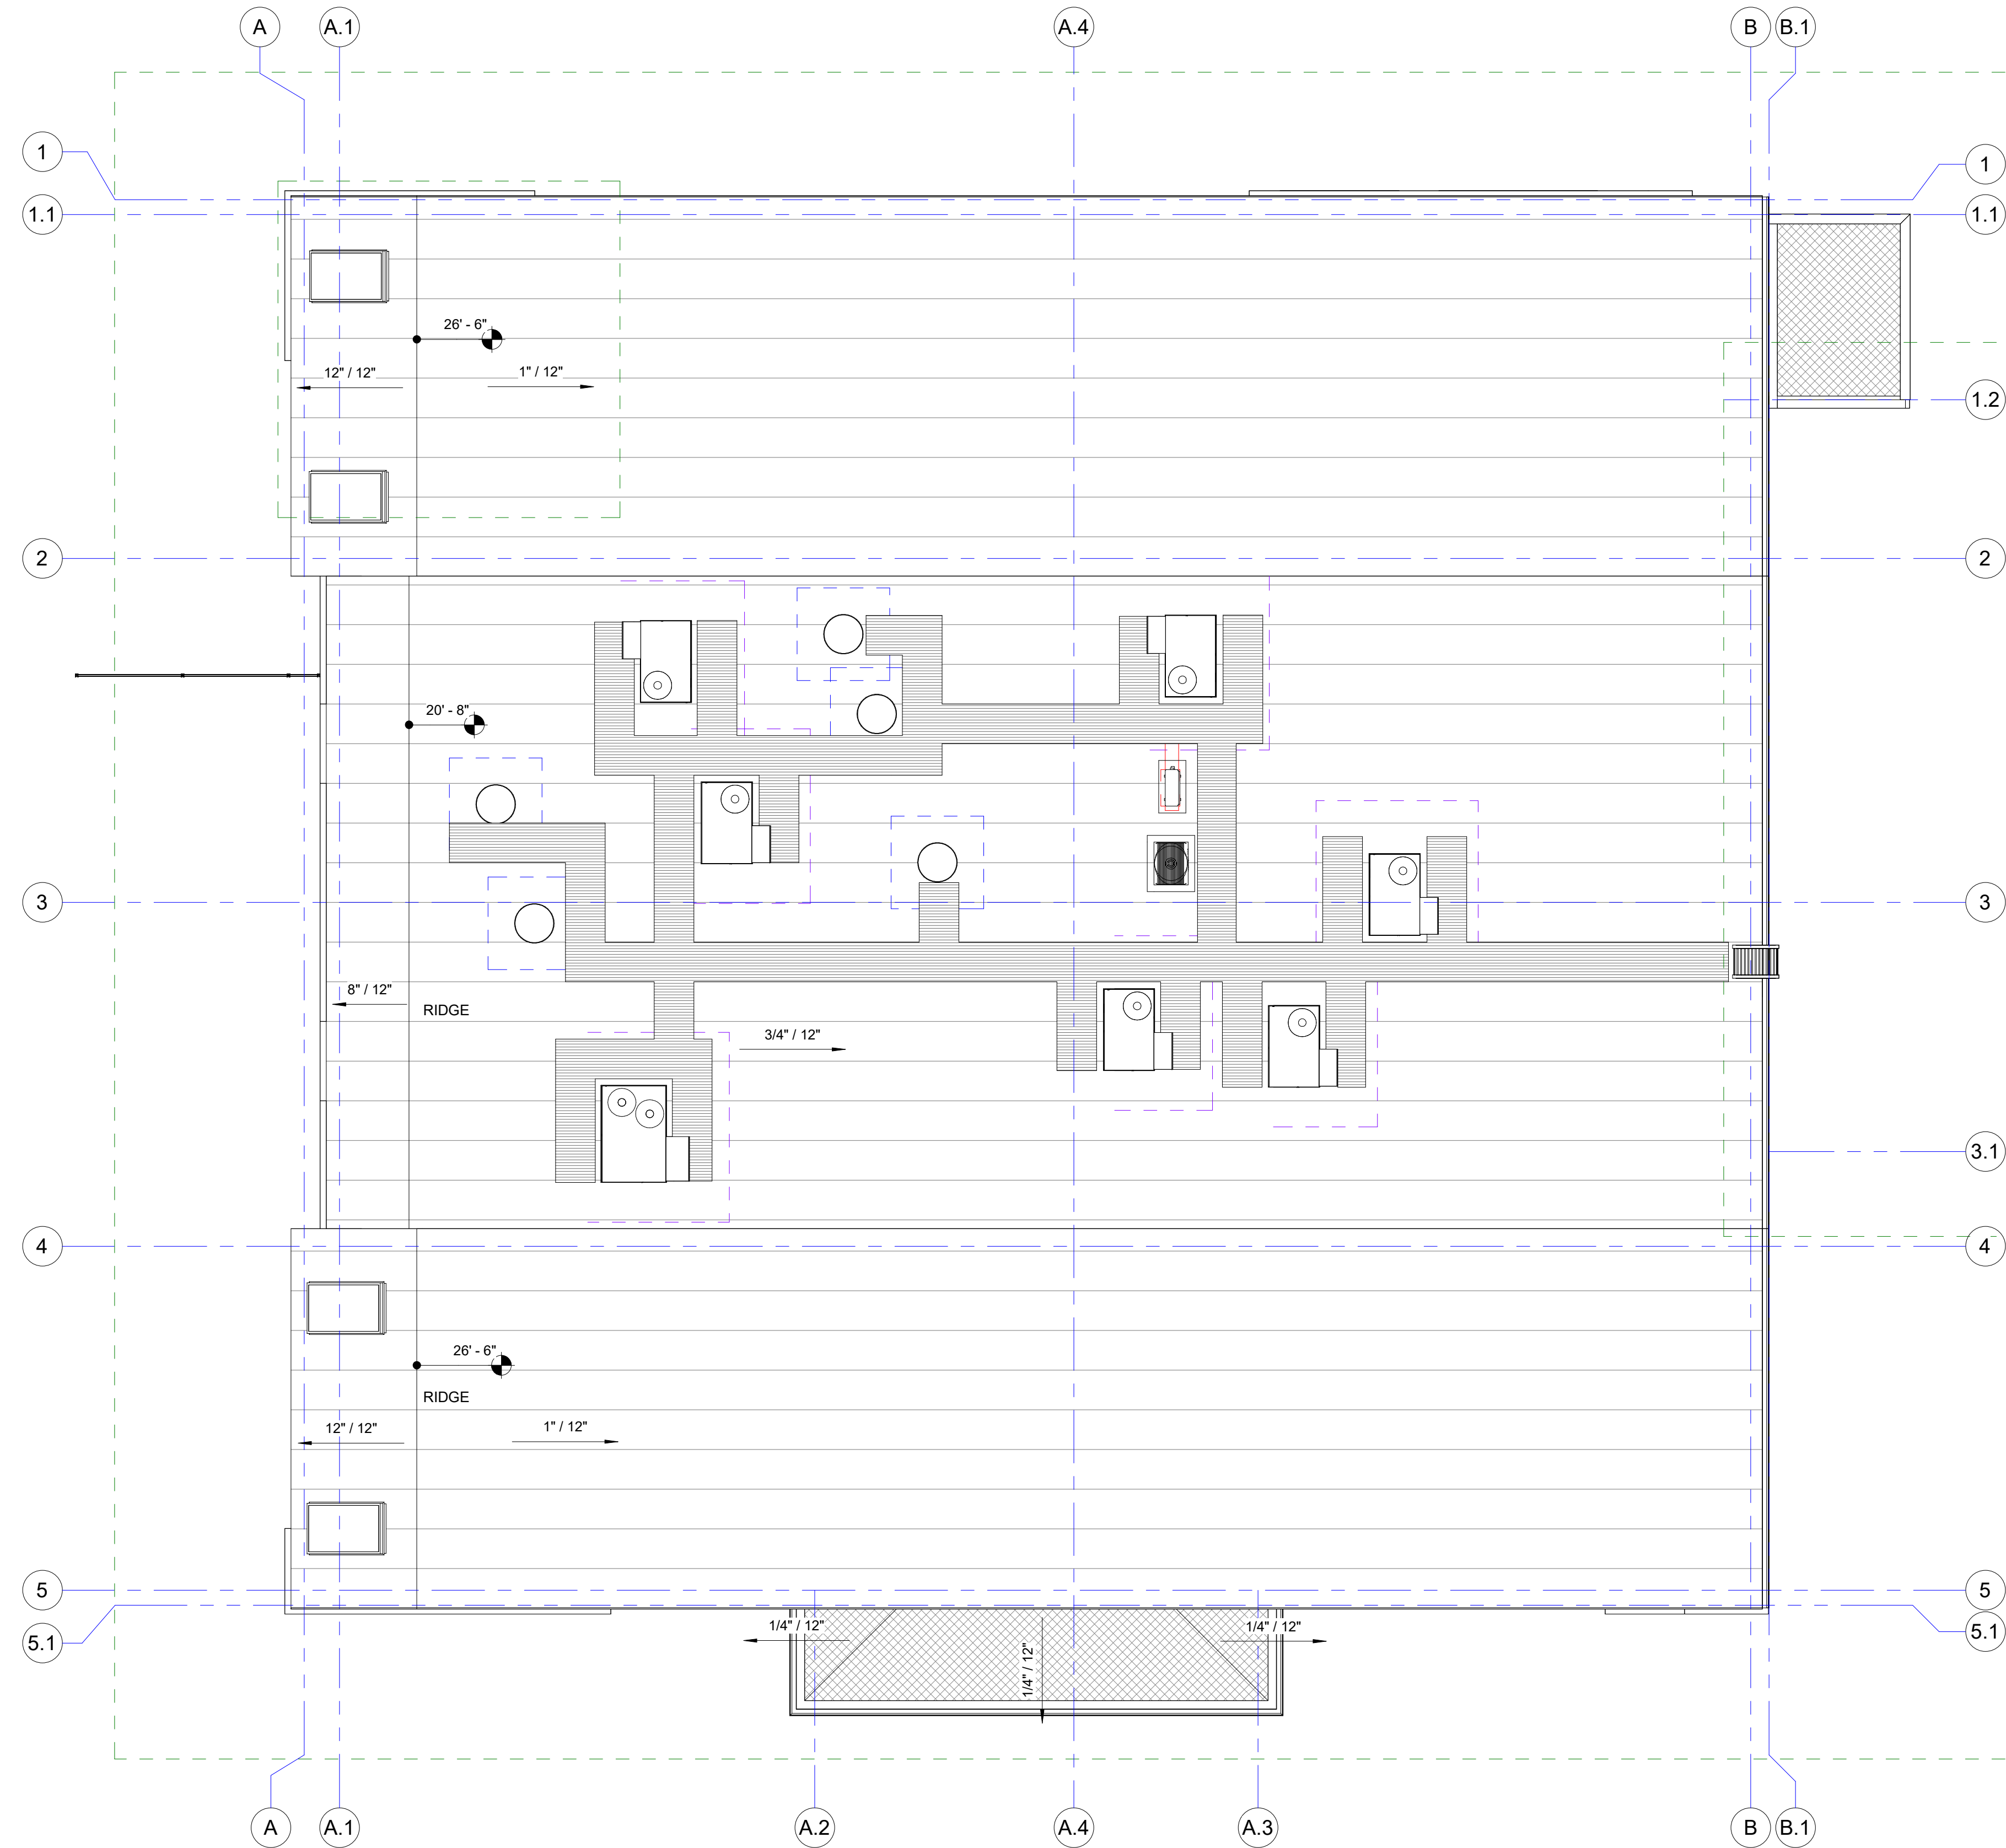 A A.1 A.4 B B.1
1 1
1.1 1.1
26' - 6"
12" / 12" 1" / 12"
1.2
2 2
20' - 8"
3 3
8" / 12"
RIDGE
3/4" / 12"
3.1
4 4
26' - 6"
RIDGE
12" / 12" 1" / 12"
5 5
1/4" / 12" 1/4" / 12"
5.1 5.1
1/4" / 12"
A A.1 A.2 A.4 A.3 B B.1